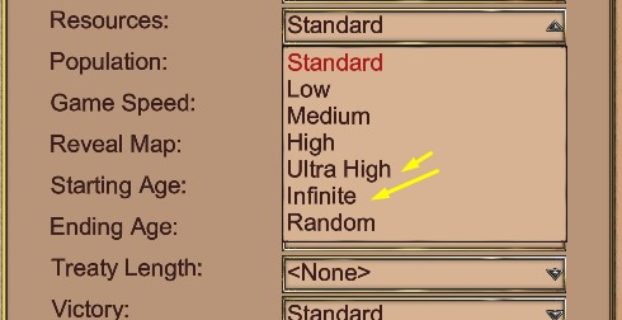 Resources: Standard
Population: Standard
Low
Game Speed:
Medium
Reveal Map: High
Ultra High
Starting Age: Infinite
Ending Age: Random
Treaty Length: <None>
Victory: Standard